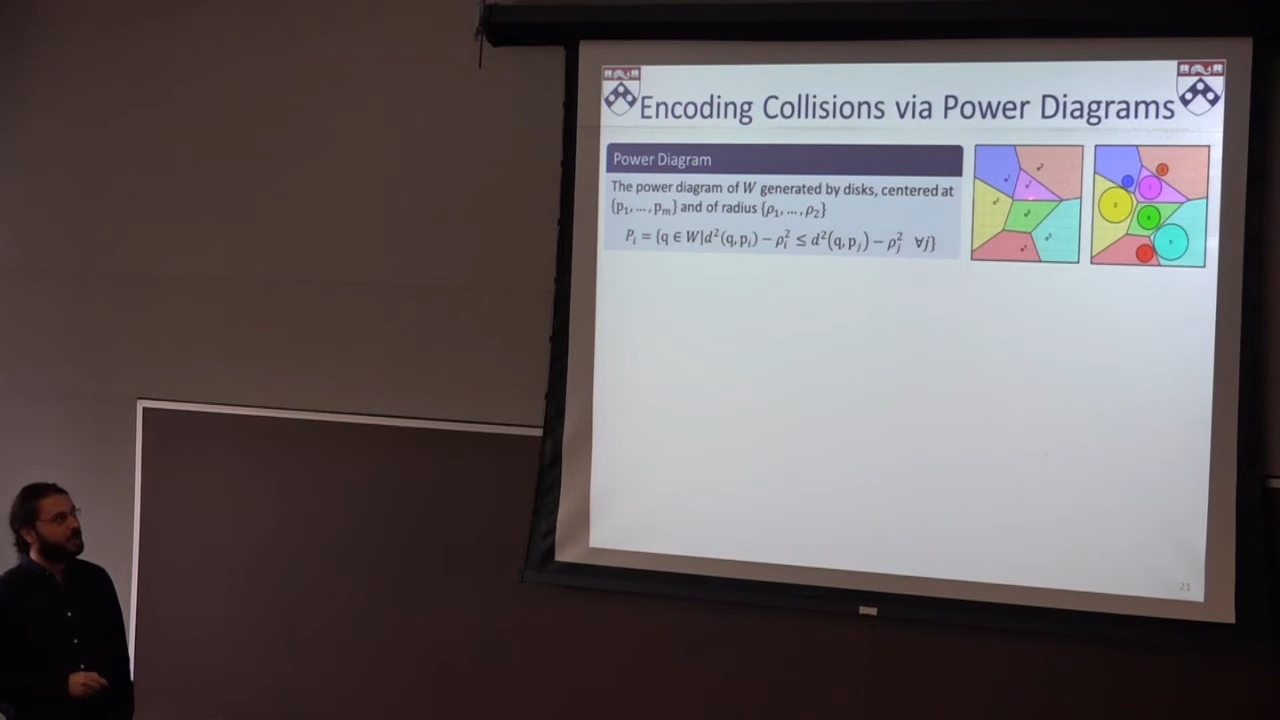 Encoding Collisions via Power Diagrams
Power Diagram
The power diagram of W generated by disks, centered at
{p₁, …, pₘ} and of radius {ρ₁, …, ρ₂}
Pᵢ = {q ∈ W|d²(q, pᵢ) − ρᵢ² ≤ d²(q, pⱼ) − ρⱼ² ∀j}
21